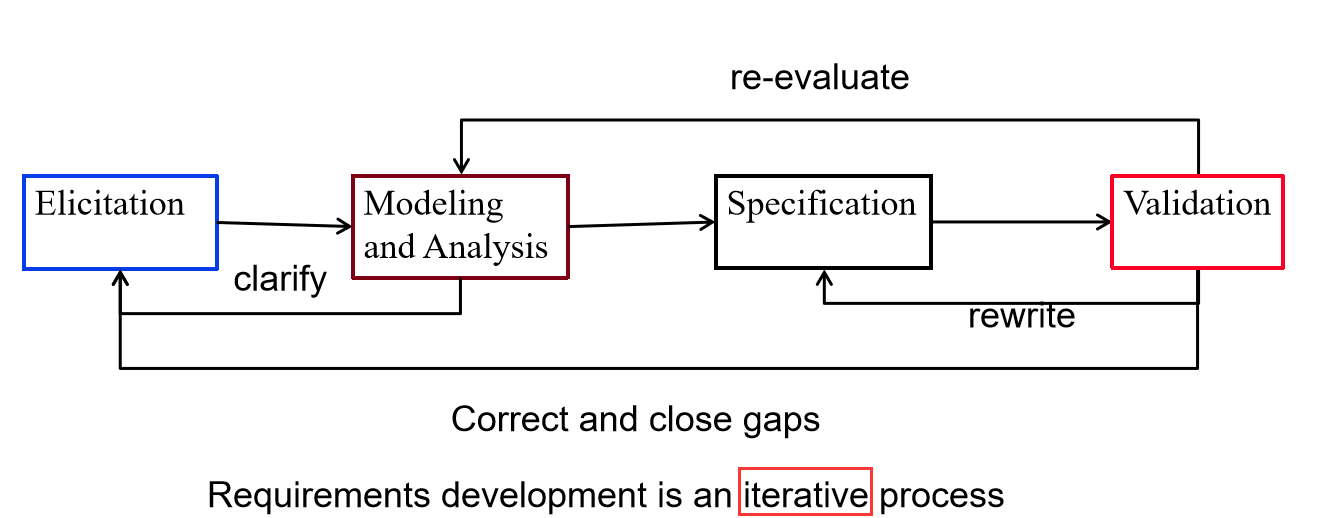 re-evaluate
Elicitation
Modeling
and Analysis
Specification
Validation
clarify
rewrite
Correct and close gaps
Requirements development is an iterative process